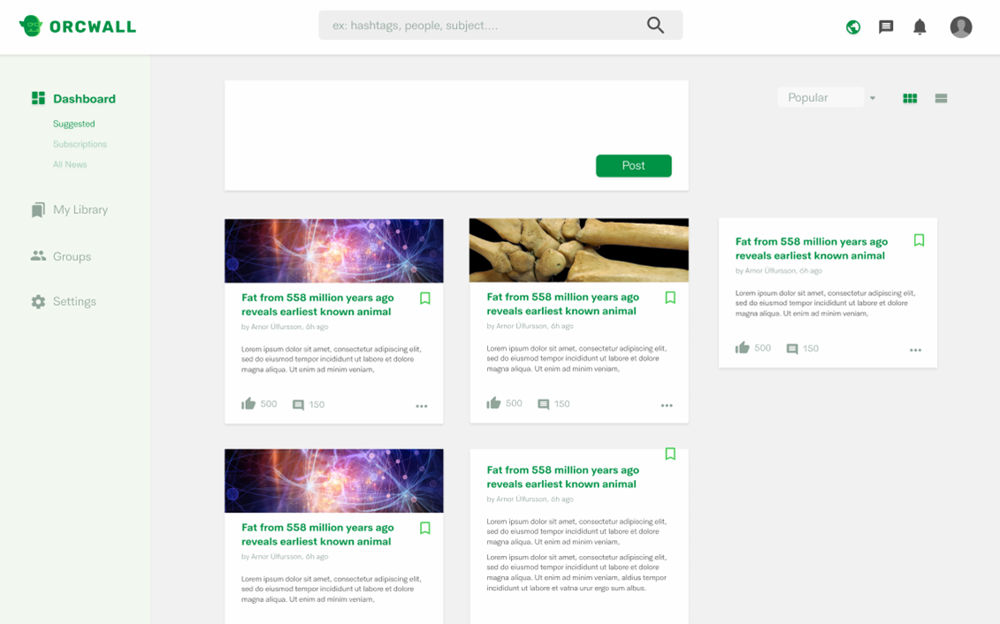 ORCWALL
ex: hashtags, people, subject....
Dashboard
Suggested
Subscriptions
All News
My Library
Groups
Settings
Post
Popular
Fat from 558 million years ago
reveals earliest known animal
by Arnor Úlfursson, 6h ago
Lorem ipsum dolor sit amet, consectetur adipiscing elit,
sed do eiusmod tempor incididunt ut labore et dolore
magna aliqua. Ut enim ad minim veniam,
500
150
Fat from 558 million years ago
reveals earliest known animal
by Arnor Úlfursson, 6h ago
Lorem ipsum dolor sit amet, consectetur adipiscing elit,
sed do eiusmod tempor incididunt ut labore et dolore
magna aliqua. Ut enim ad minim veniam,
500
150
Fat from 558 million years ago
reveals earliest known animal
by Arnor Úlfursson, 6h ago
Lorem ipsum dolor sit amet, consectetur adipiscing elit,
sed do eiusmod tempor incididunt ut labore et dolore
magna aliqua. Ut enim ad minim veniam,
500
150
Fat from 558 million years ago
reveals earliest known animal
by Arnor Úlfursson, 6h ago
Lorem ipsum dolor sit amet, consectetur adipiscing elit,
sed do eiusmod tempor incididunt ut labore et dolore
magna aliqua. Ut enim ad minim veniam,
Fat from 558 million years ago
reveals earliest known animal
by Arnor Úlfursson, 6h ago
Lorem ipsum dolor sit amet, consectetur adipiscing elit,
sed do eiusmod tempor incididunt ut labore et dolore
magna aliqua. Ut enim ad minim veniam,
Lorem ipsum dolor sit amet, consectetur adipiscing elit,
sed do eiusmod tempor incididunt ut labore et dolore
magna aliqua. Ut enim ad minim veniam, aldius tempor
incididunt ut labore et vatna urur ergo sum albus.